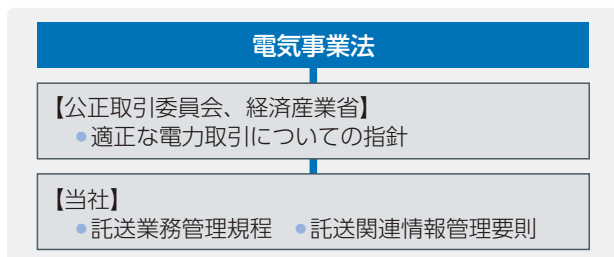 電気事業法
【公正取引委員会、経済産業省】
●適正な電力取引についての指針
【当社】
●託送業務管理規程 ●託送関連情報管理要則